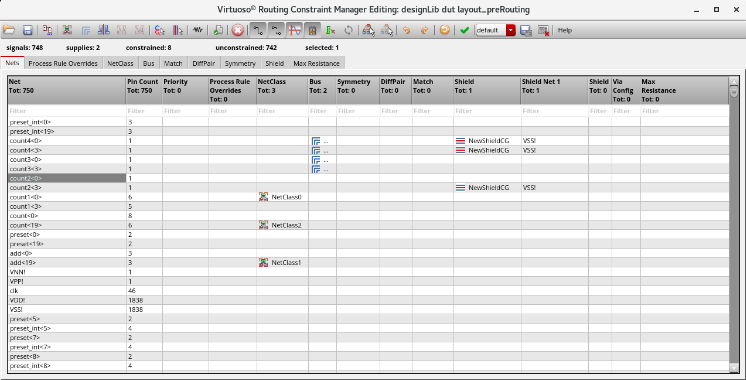 Virtuoso® Routing Constraint Manager Editing: designLib dut layout_preRouting
default Help
signals: 748 supplies: 2 constrained: 8 unconstrained: 742 selected: 1
Nets Process Rule Overrides NetClass Bus Match DiffPair Symmetry Shield Max Resistance
Net Pin Count Priority Process Rule NetClass Bus Symmetry DiffPair Match Shield Shield Net 1 Shield Via Max
Tot: 750 Tot: 750 Tot: 0 Overrides Tot: 3 Tot: 2 Tot: 0 Tot: 0 Tot: 0 Tot: 1 Tot: 1 Tot: 0 Config Resistance
Tot: 0 Tot: 0 Tot: 0
Filter Filter Filter Filter Filter Filter Filter Filter Filter Filter Filter Filter Filter Filter
preset_int<0> 3
preset_int<19> 3
count4<0> 1 ... NewShieldCG VSS!
count4<3> 1 ... NewShieldCG VSS!
count3<0> 1 ...
count3<3> 1 ...
count2<0> 1
count2<3> 1 NewShieldCG VSS!
count1<0> 6 NetClass0
count1<3> 5
count<0> 8
count<19> 6 NetClass2
preset<0> 2
preset<19> 2
add<0> 3
add<19> 3 NetClass1
VNN! 1
VPP! 1
clk 46
VDD! 1838
VSS! 1838
preset<5> 2
preset_int<5> 4
preset<7> 2
preset_int<7> 4
preset<8> 2
preset_int<8> 4